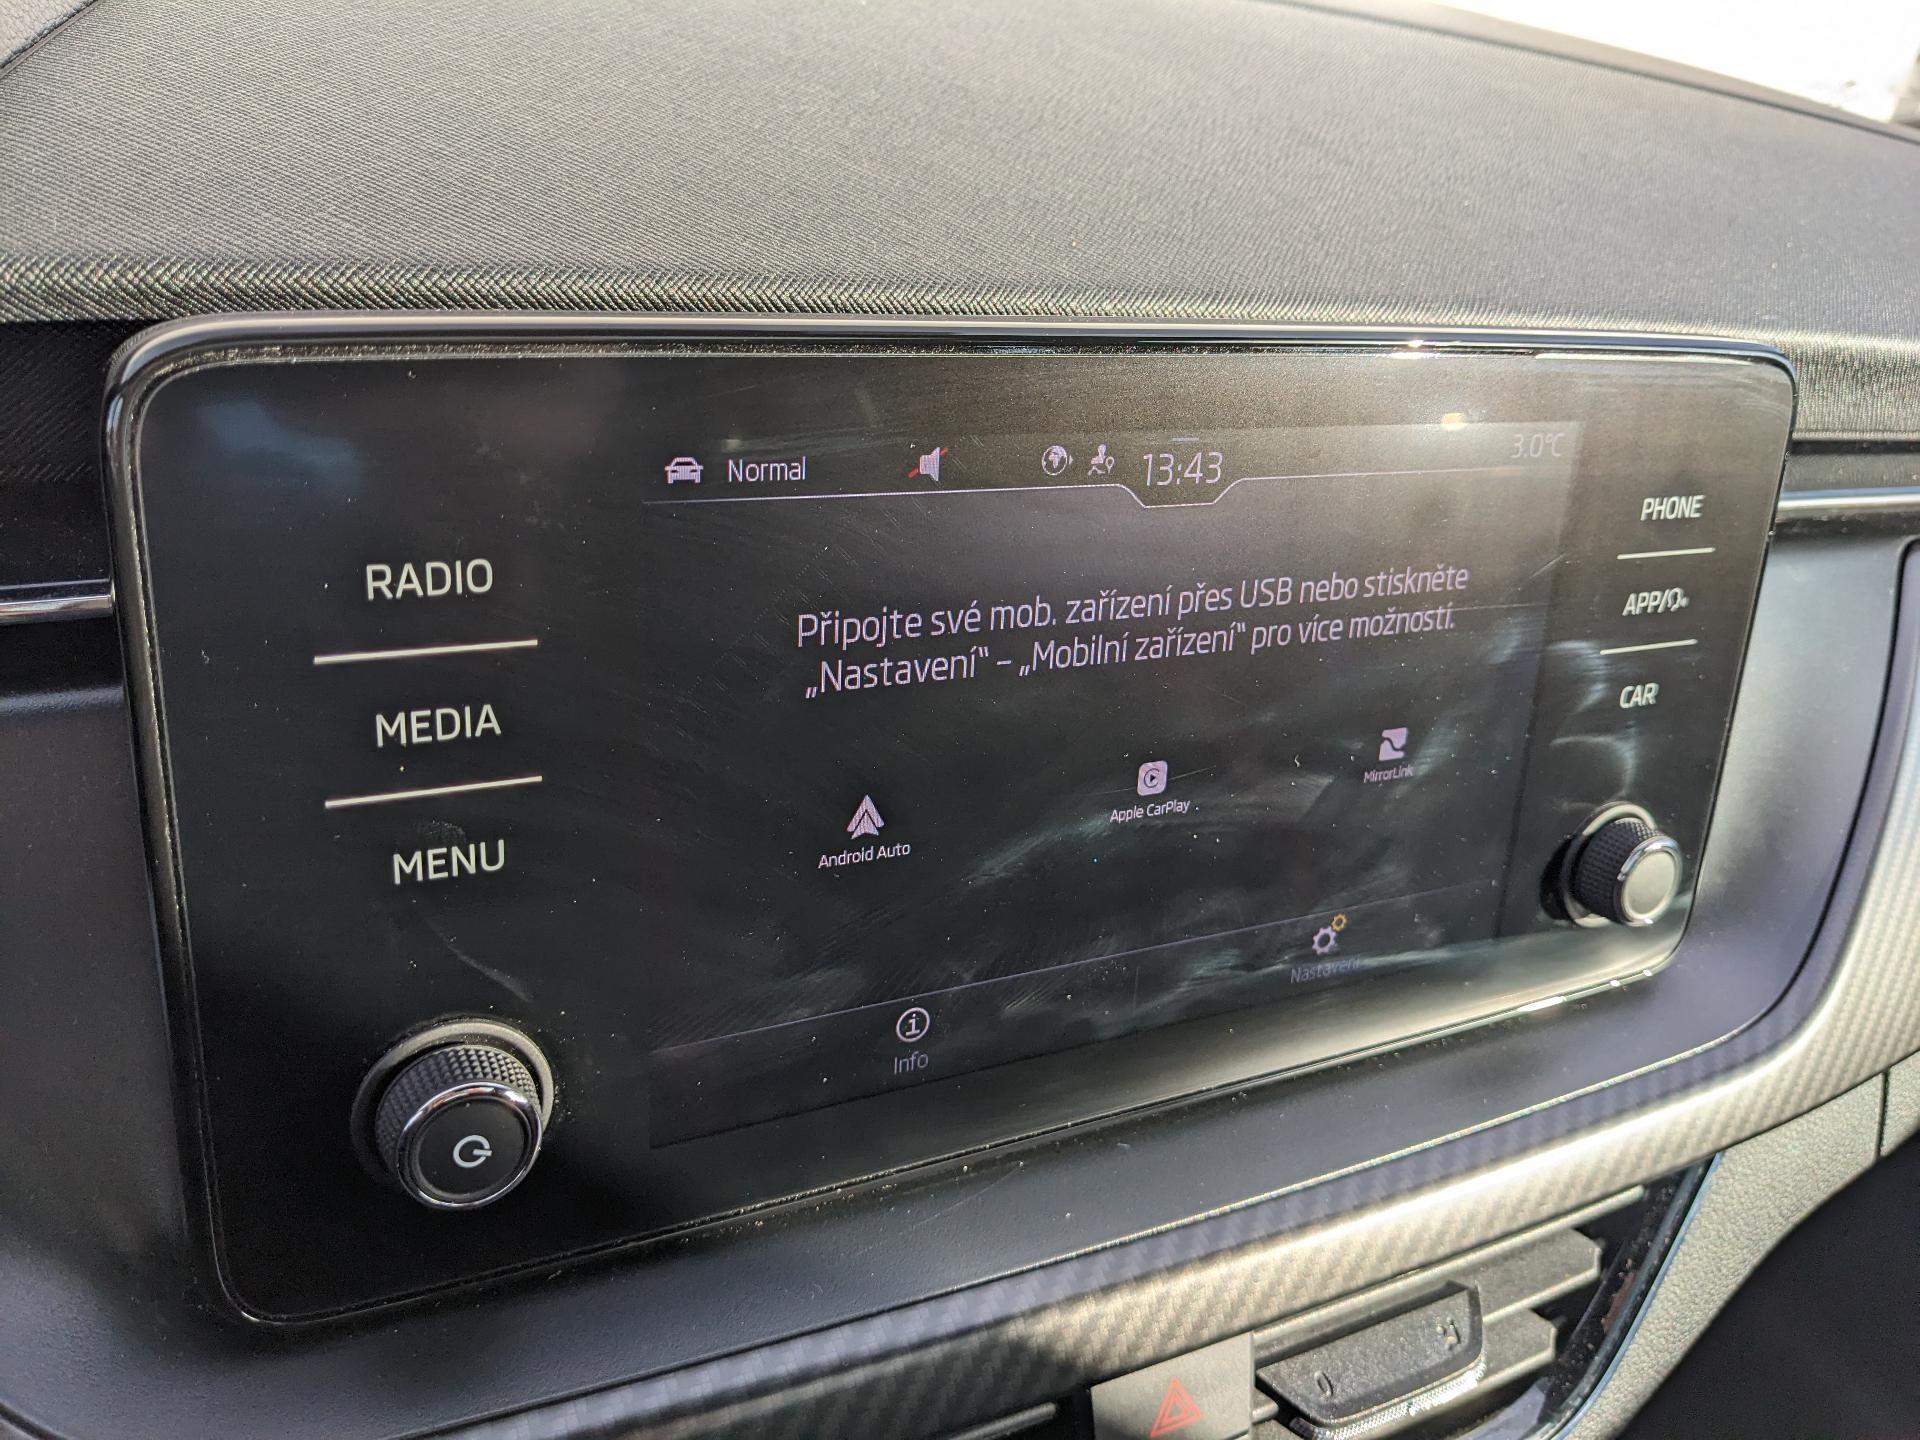 Normal
13:43
3.0°C
RADIO
MEDIA
MENU
Připojte své mob. zařízení přes USB nebo stiskněte
„Nastavení“ – „Mobilní zařízení“ pro více možností.
Android Auto
Apple CarPlay
MirrorLink
Info
Nastavení
PHONE
APP/
CAR
0